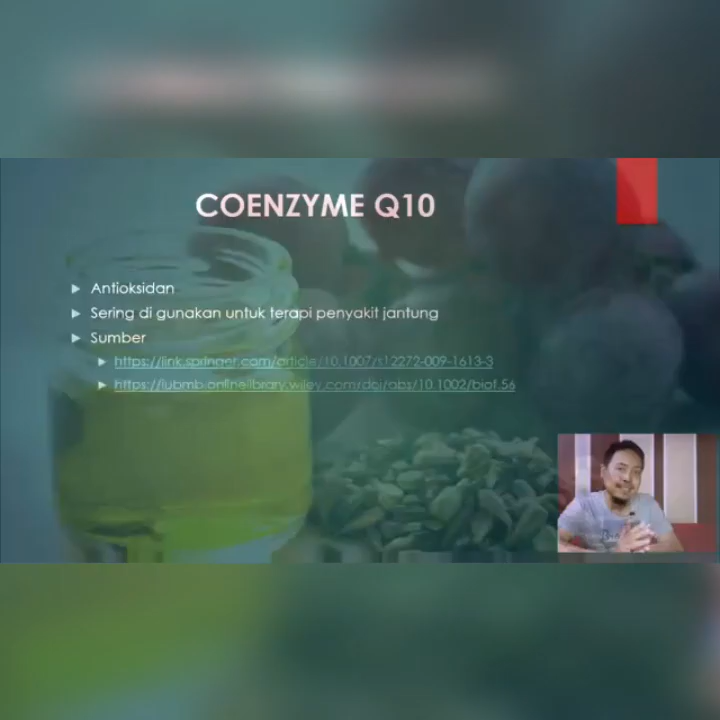 COENZYME Q10
Antioksidan
Sering di gunakan untuk terapi penyakit jantung
Sumber
https://link.springer.com/article/10.1007/s12272-009-1613-3
https://iubmb.onlinelibrary.wiley.com/doi/abs/10.1002/biof.56